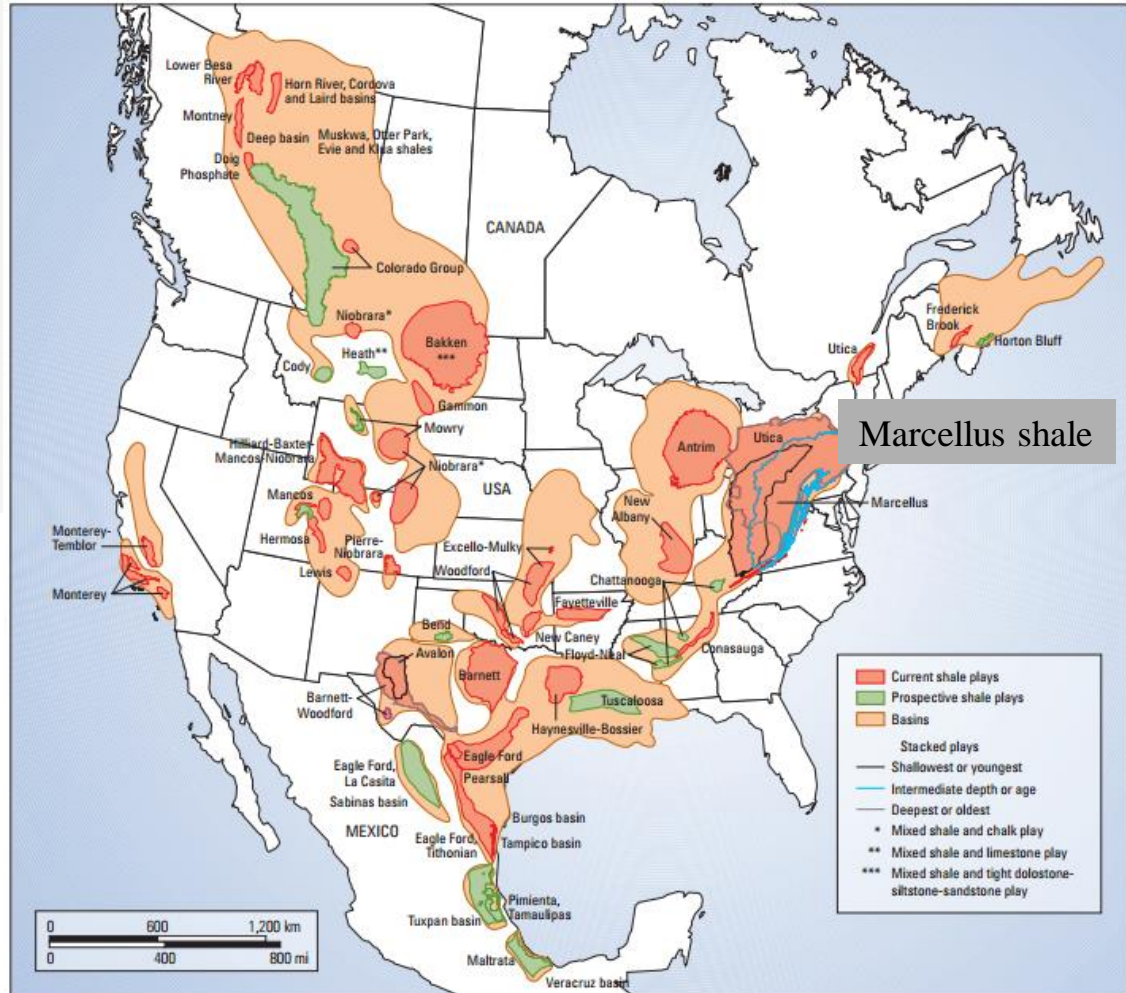 Lower Besa
River
Horn River, Cordova
and Laird basins
Montney
Deep basin
Muskwa, Otter Park,
Evie and Klua shales
Doig
Phosphate
CANADA
Colorado Group
Niobrara*
Bakken
***
Heath**
Cody
Gammon
Mowry
Hilliard-Baxter-
Mancos-Niobrara
Niobrara*
USA
Antrim
Utica
Utica
Frederick
Brook
Horton Bluff
Marcellus shale
Marcellus
New
Albany
Mancos
Hermosa
Pierre-
Niobrara
Lewis
Monterey-
Temblor
Monterey
Excello-Mulky
Woodford
Chattanooga
Fayetteville
Bend
New Caney
Floyd-Neal
Conasauga
Avalon
Barnett
Barnett-
Woodford
Tuscaloosa
Haynesville-Bossier
Eagle Ford
Pearsall
Eagle Ford,
La Casita
Sabinas basin
MEXICO
Eagle Ford,
Tithonian
Burgos basin
Tampico basin
Pimienta,
Tamaulipas
Tuxpan basin
Maltrata
Veracruz basin
Current shale plays
Prospective shale plays
Basins
Stacked plays
Shallowest or youngest
Intermediate depth or age
Deepest or oldest
* Mixed shale and chalk play
** Mixed shale and limestone play
*** Mixed shale and tight dolostone-
siltstone-sandstone play
0 600 1,200 km
0 400 800 mi